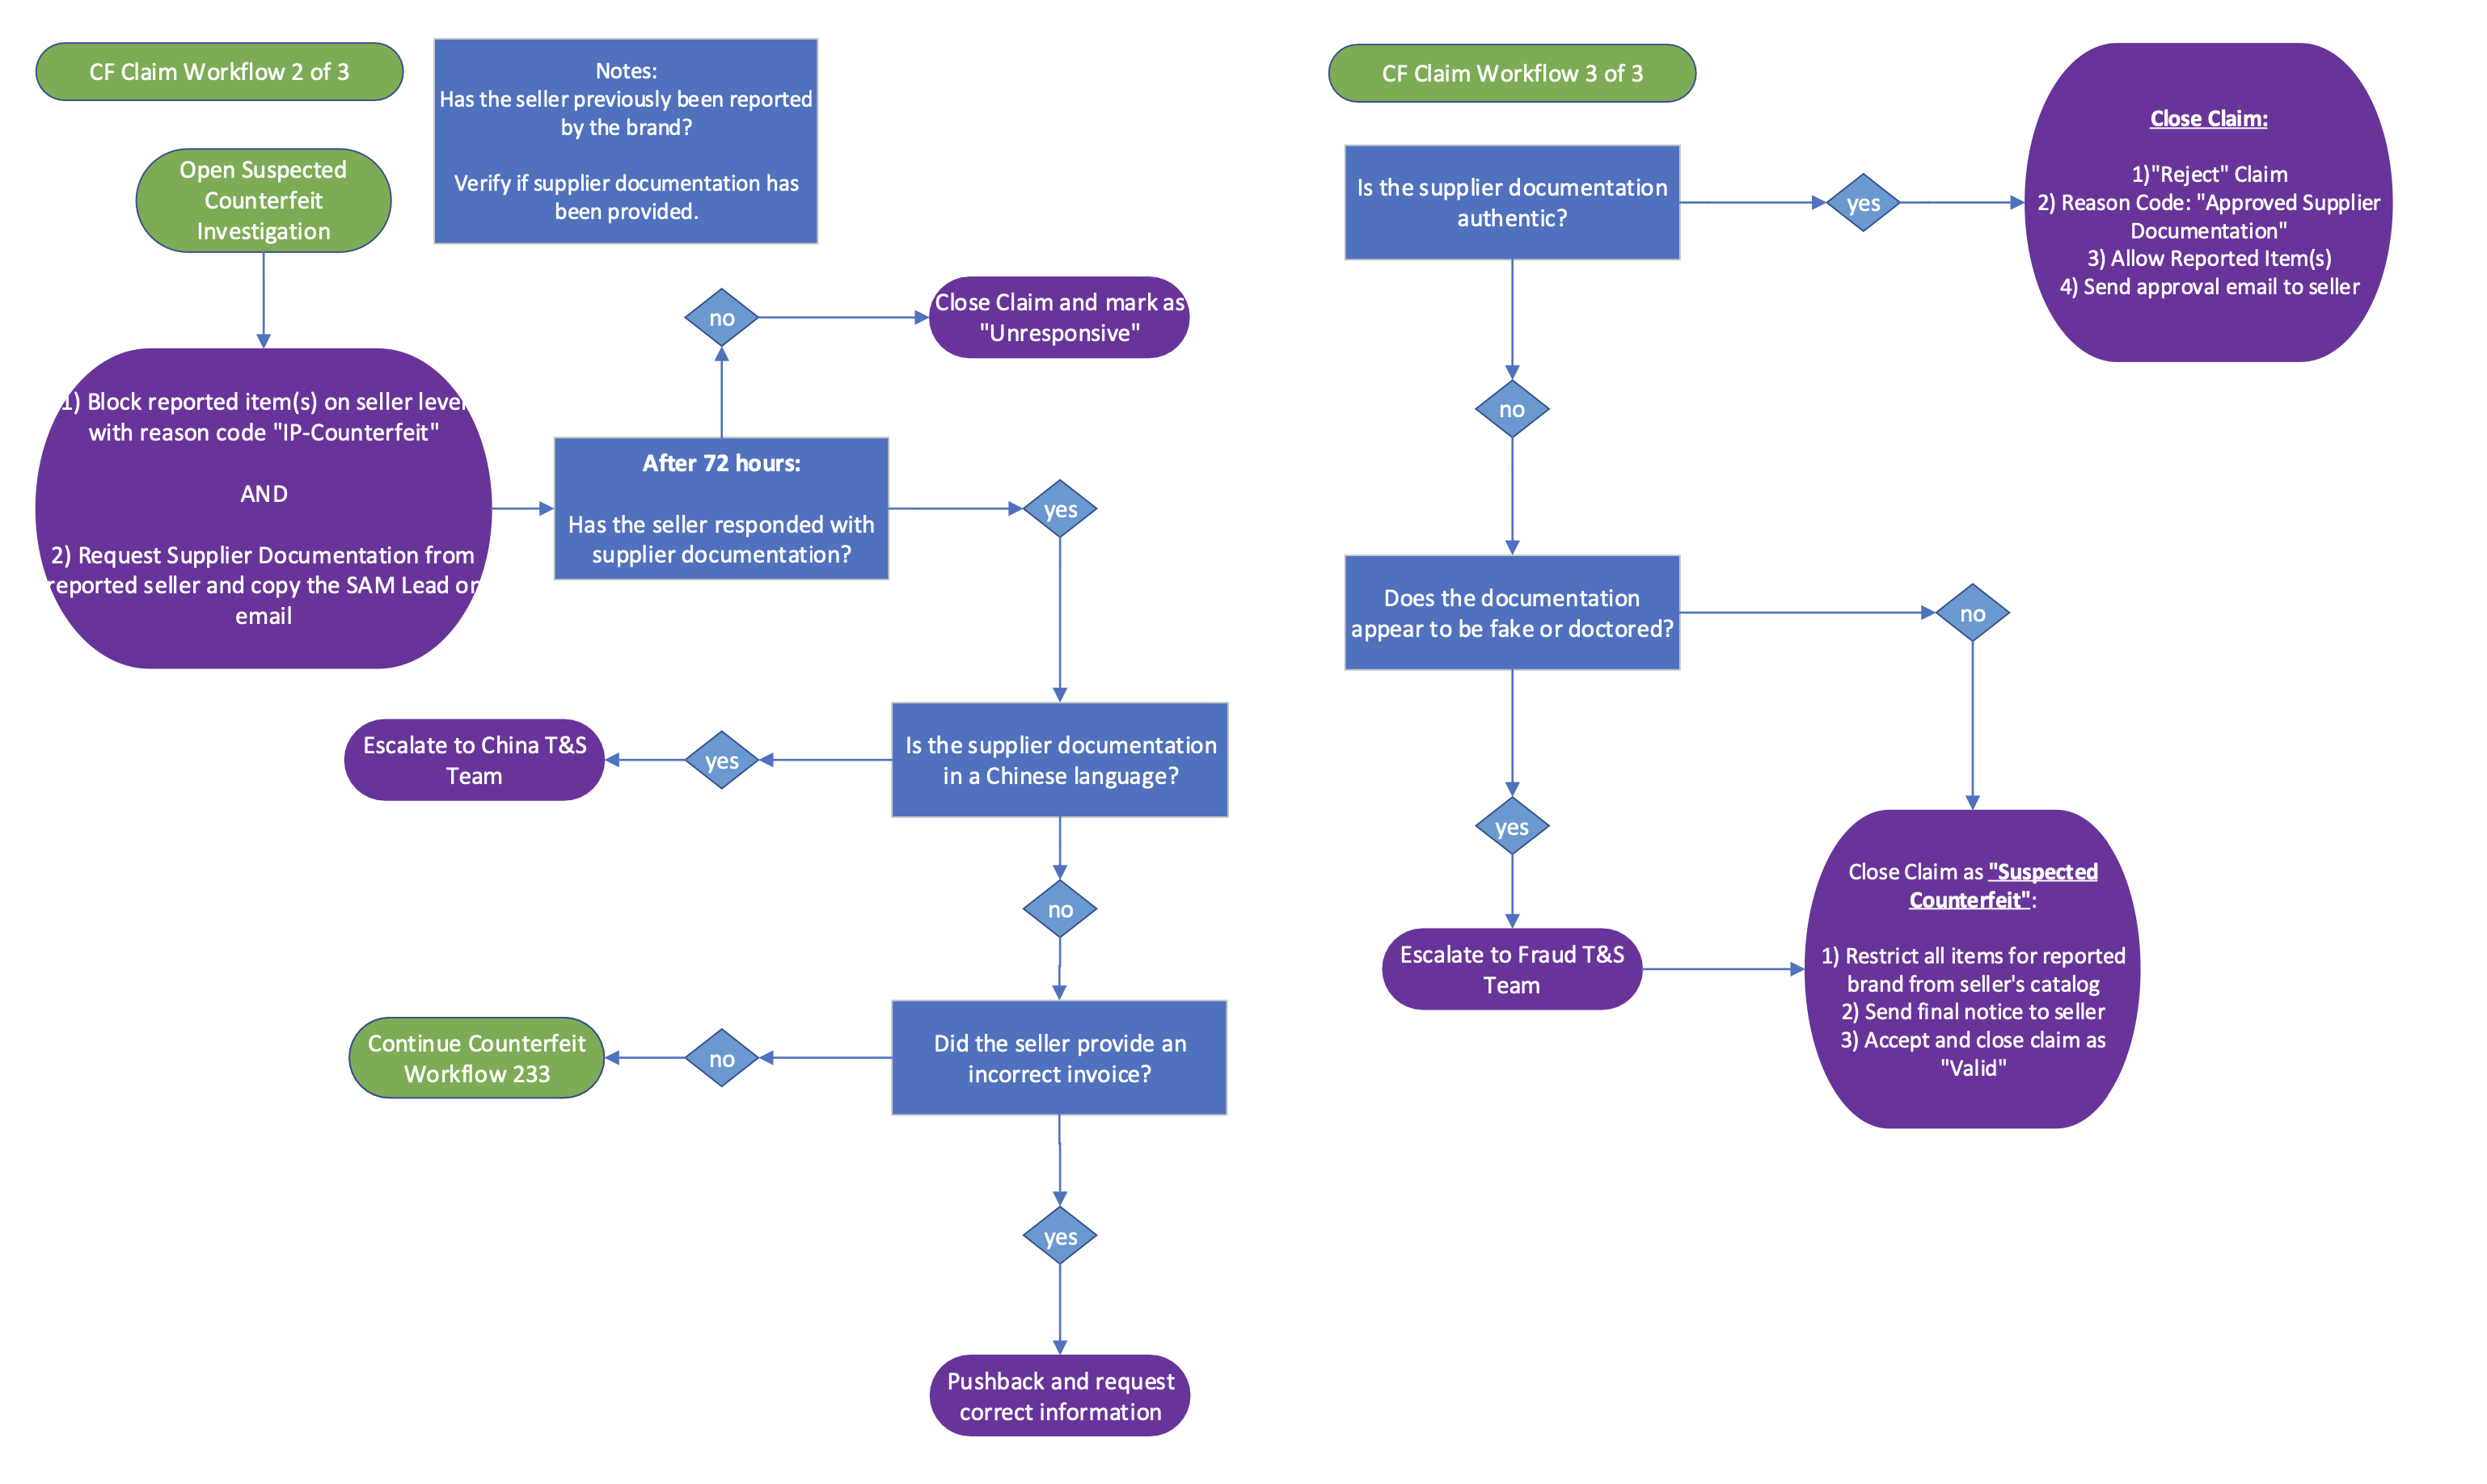 CF Claim Workflow 2 of 3
Notes:
Has the seller previously been reported
by the brand?
Verify if supplier documentation has
been provided.
Open Suspected
Counterfeit
Investigation
no
Close Claim and mark as
"Unresponsive"
1) Block reported item(s) on seller level
with reason code "IP-Counterfeit"
AND
2) Request Supplier Documentation from
reported seller and copy the SAM Lead on
email
After 72 hours:
Has the seller responded with
supplier documentation?
yes
Is the supplier documentation
in a Chinese language?
yes
Escalate to China T&S
Team
no
Did the seller provide an
incorrect invoice?
no
Continue Counterfeit
Workflow 233
yes
Pushback and request
correct information
CF Claim Workflow 3 of 3
Is the supplier documentation
authentic?
yes
Close Claim:
1)"Reject" Claim
2) Reason Code: "Approved Supplier
Documentation"
3) Allow Reported Item(s)
4) Send approval email to seller
no
Does the documentation
appear to be fake or doctored?
no
yes
Escalate to Fraud T&S
Team
Close Claim as "Suspected
Counterfeit":
1) Restrict all items for reported
brand from seller's catalog
2) Send final notice to seller
3) Accept and close claim as
"Valid"